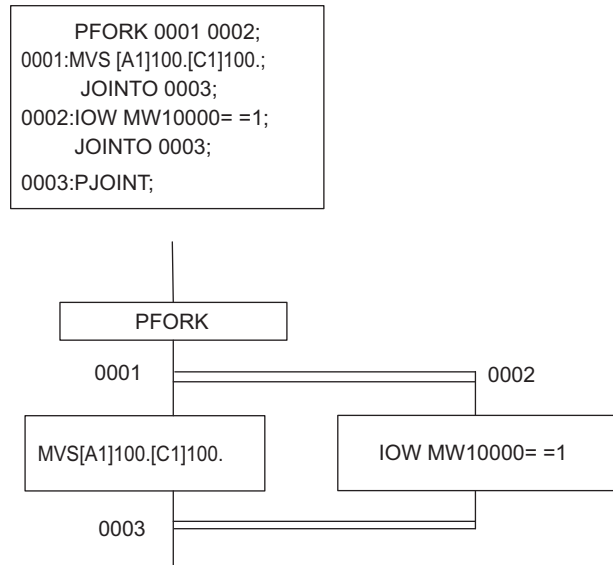 PFORK 0001 0002;
0001:MVS [A1]100.[C1]100.;
JOINTO 0003;
0002:IOW MW10000= =1;
JOINTO 0003;
0003:PJOINT;
PFORK
0001
0002
MVS[A1]100.[C1]100.
IOW MW10000= =1
0003